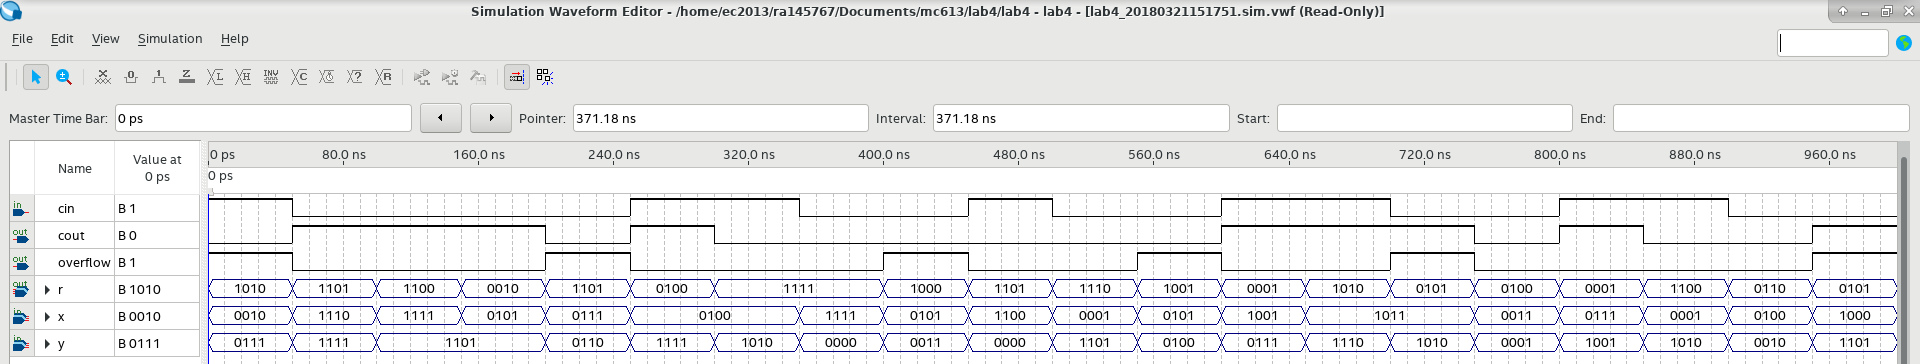 Simulation Waveform Editor - /home/ec2013/ra145767/Documents/mc613/lab4/lab4 - lab4 - [lab4_20180321151751.sim.vwf (Read-Only)]
File Edit View Simulation Help
Master Time Bar: 0 ps Pointer: 371.18 ns Interval: 371.18 ns Start: End:
Name Value at 0 ps 0 ps 80.0 ns 160.0 ns 240.0 ns 320.0 ns 400.0 ns 480.0 ns 560.0 ns 640.0 ns 720.0 ns 800.0 ns 880.0 ns 960.0 ns
0 ps
in cin B 1
out cout B 0
out overflow B 1
out r B 1010 1010 1101 1100 0010 1101 0100 1111 1000 1101 1110 1001 0001 1010 0101 0100 0001 1100 0110 0101
in x B 0010 0010 1110 1111 0101 0111 0100 1111 0101 1100 0001 0101 1001 1011 0011 0111 0001 0100 1000
in y B 0111 0111 1111 1101 0110 1111 1010 0000 0011 0000 1101 0100 0111 1110 1010 0001 1001 1010 0010 1101